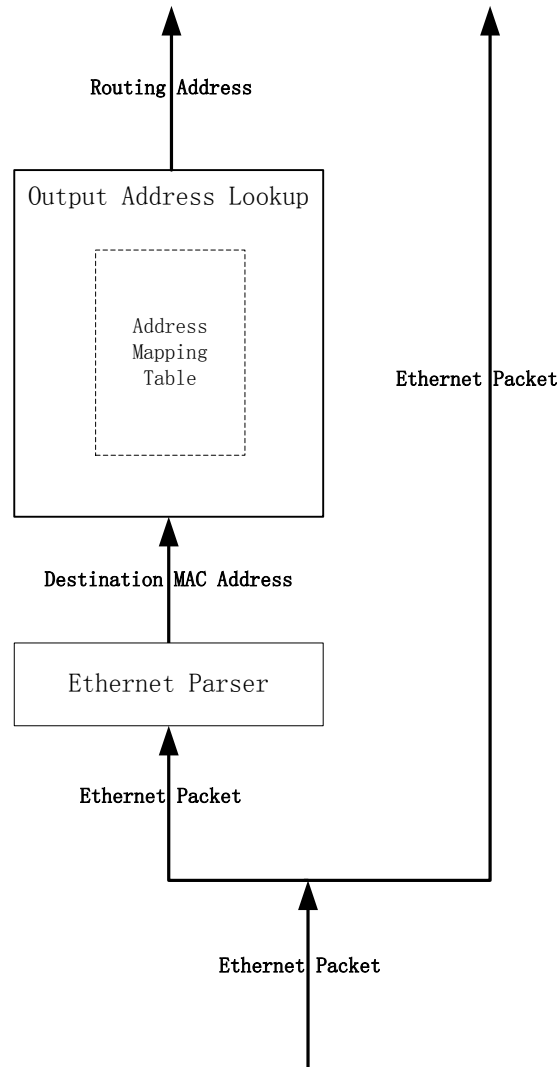 Routing Address
Output Address Lookup
Address
Mapping
Table
Ethernet Packet
Destination MAC Address
Ethernet Parser
Ethernet Packet
Ethernet Packet